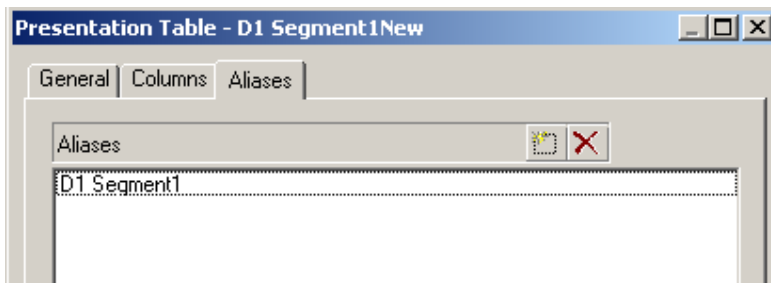 Presentation Table - D1 Segment1New
General Columns Aliases
Aliases
D1 Segment1